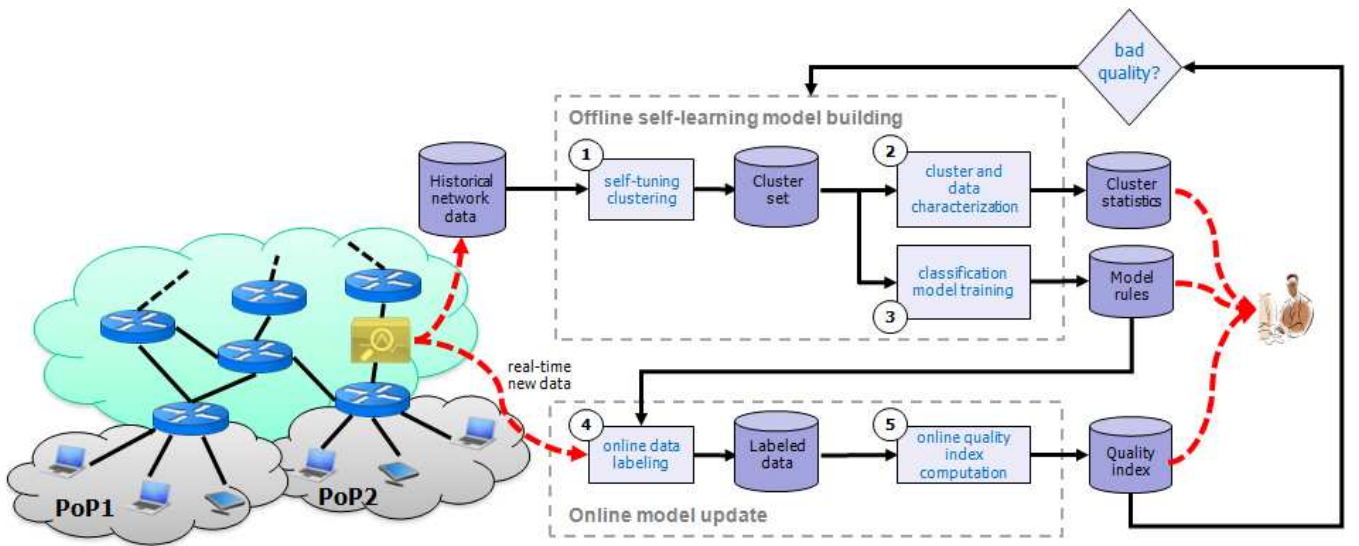 bad
quality?
Offline self-learning model building
1
2
Historical
network
data
self-tuning
clustering
Cluster
set
cluster and
data
characterization
Cluster
statistics
classification
model training
3
Model
rules
real-time
new data
4
5
online data
labeling
Labeled
data
online quality
index
computation
Quality
index
PoP1
PoP2
Online model update